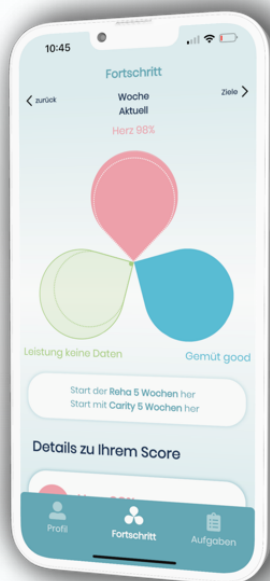 10:45
Fortschritt
zurück
Woche
Aktuell
Ziele
Herz 98%
Leistung keine Daten
Gemüt good
Start der Reha 5 Wochen her
Start mit Carity 5 Wochen her
Details zu Ihrem Score
Profil
Fortschritt
Aufgaben